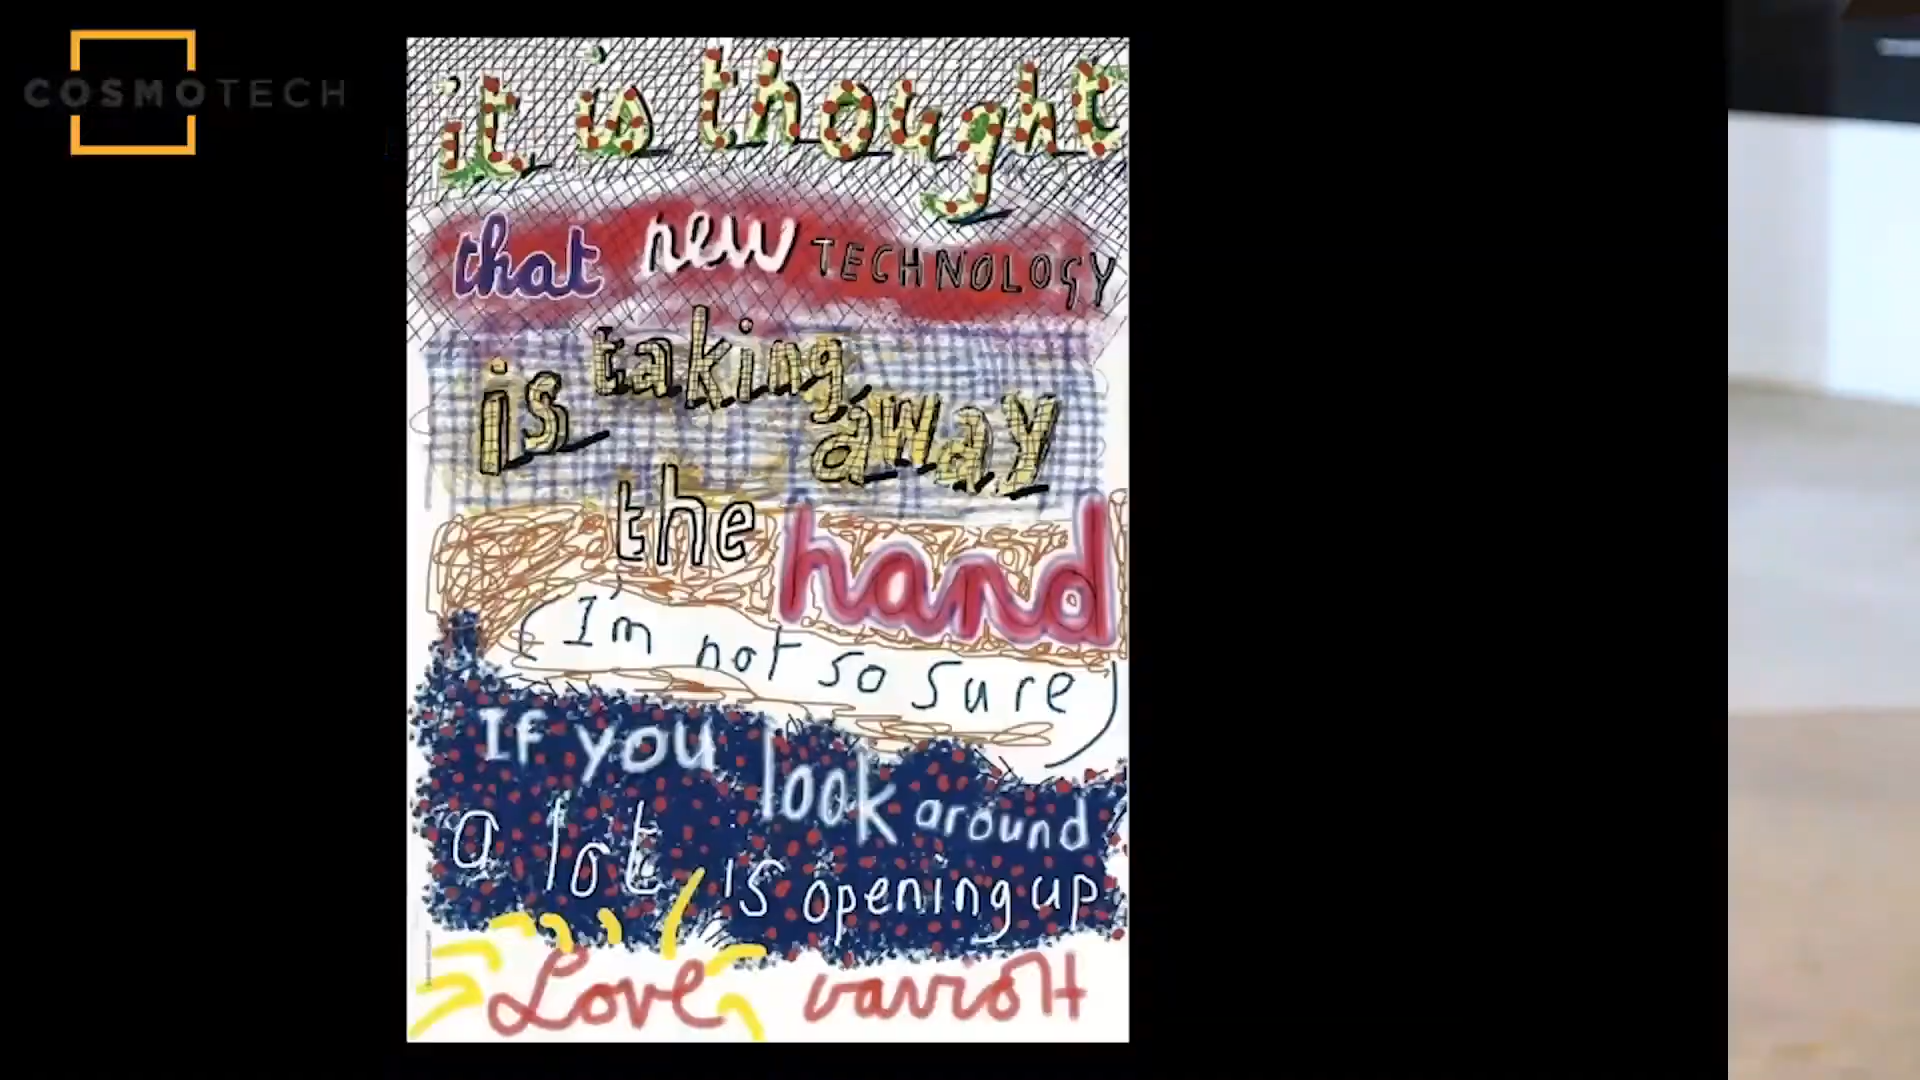 COSMOTECH
it is thought
that new TECHNOLOGY
is taking away
the hand
(I'm not so sure)
If you look around
a lot is opening up
Love